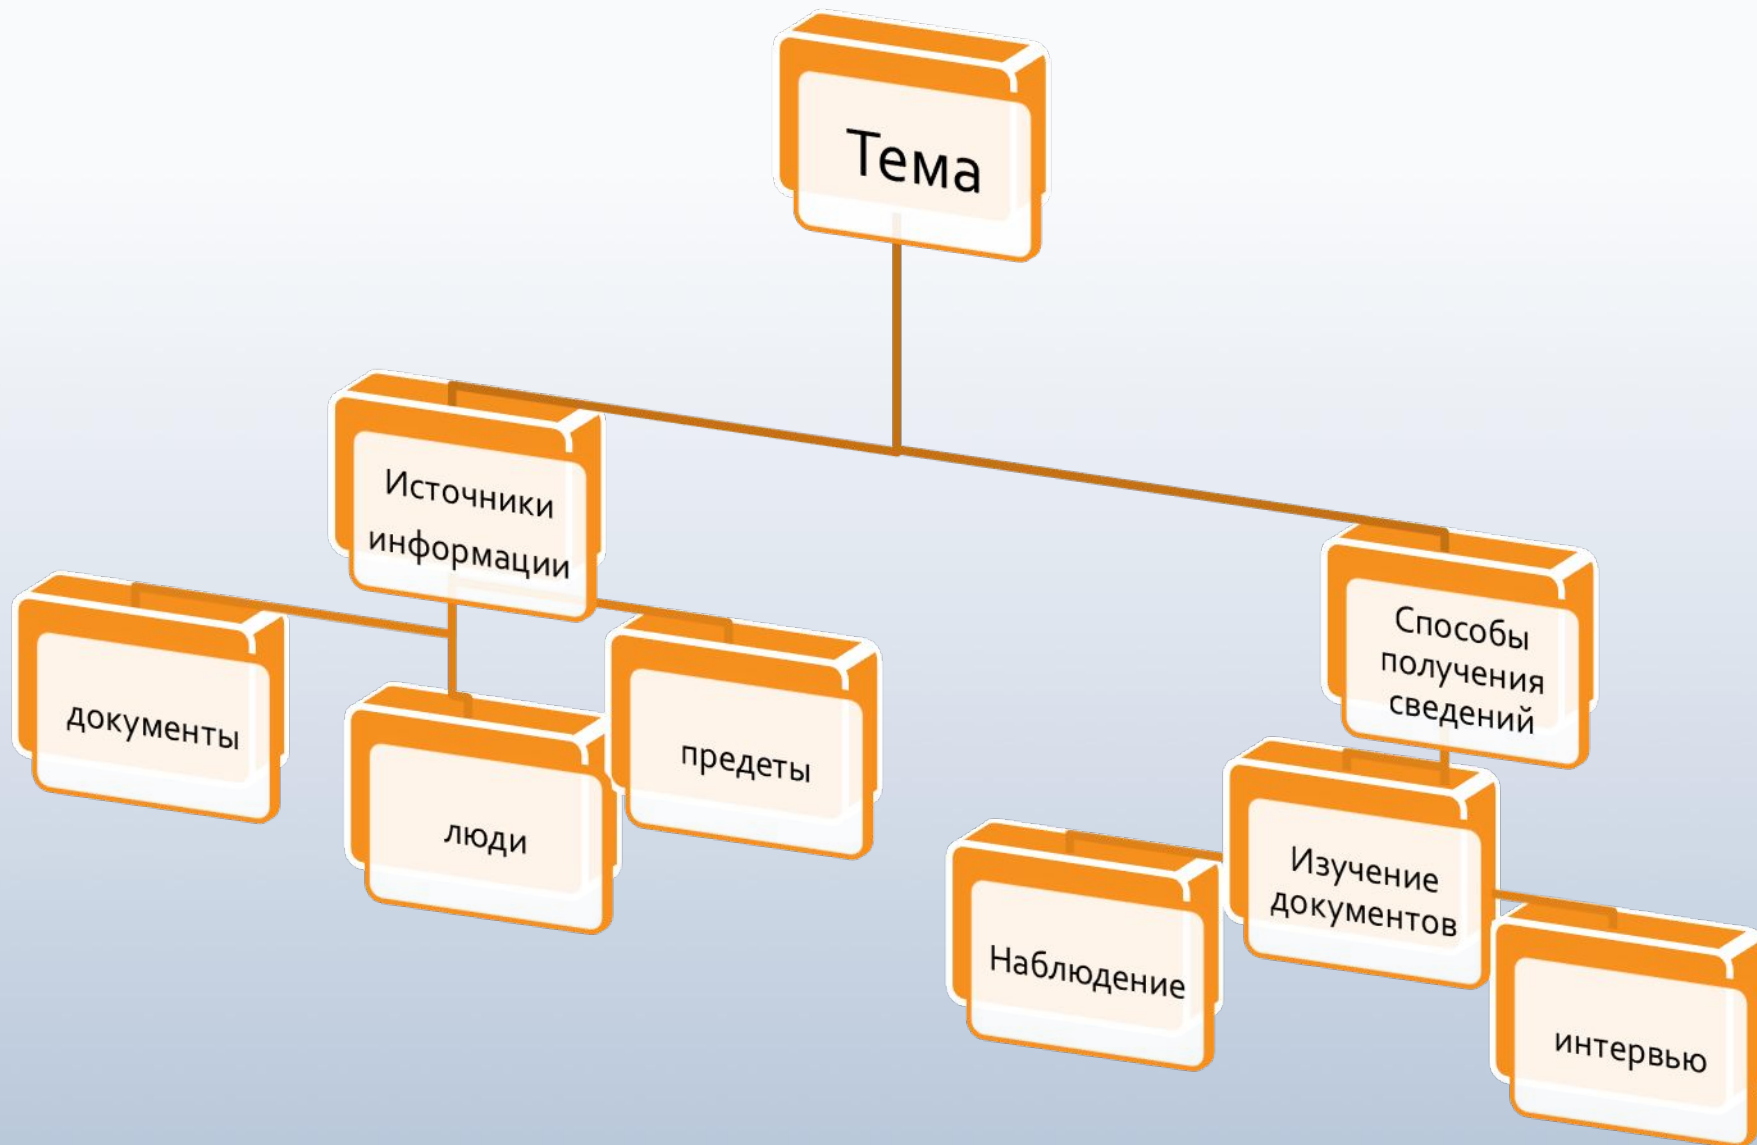 Тема
Источники
информации
документы
люди
предеты
Способы
получения
сведений
Наблюдение
Изучение
документов
интервью